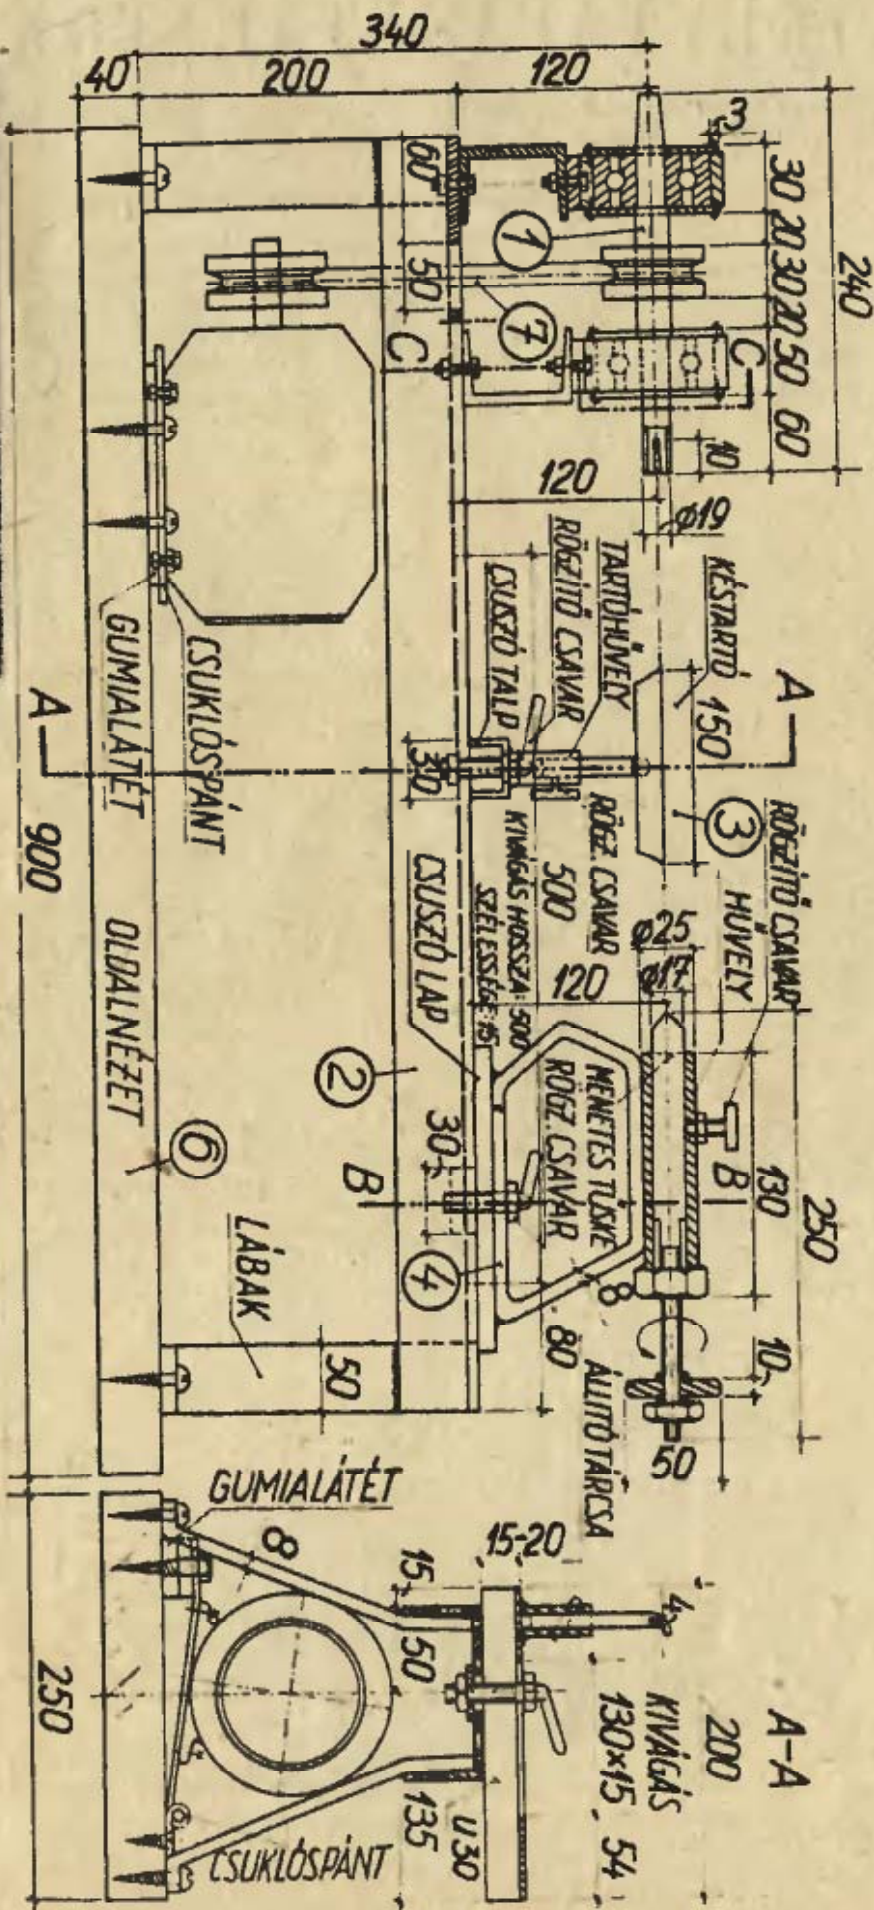 340
40
200
120
3
30 20 30 20 50 60
240
10
60
50
1
7
C
C
120
ø19
CSUSZÓ TALP
RÖGZÍTŐ CSAVAR
TARTÓHÜVELY
KÉSTARTÓ
150
A
A
3
30
RÖGZ. CSAVAR
500
KIVÁGÁS HOSSZA: 500
SZÉLESSÉGE: 15
CSUSZÓ LAP
GUMIALÁTÉT
CSUKLÓSPÁNT
900
OLDALNÉZET
RÖGZÍTŐ CSAVAR
HÜVELY
ø25
ø17
120
130
250
B
B
MENETES TÜSKE
RÖGZ. CSAVAR
30
2
4
6
8
80
10
50
ÁLLÍTÓ TÁRCSA
LÁBAK
50
GUMIALÁTÉT
8
15
50
15-20
4
A-A
200
KIVÁGÁS
130×15
54
U30
135
CSUKLÓSPÁNT
250